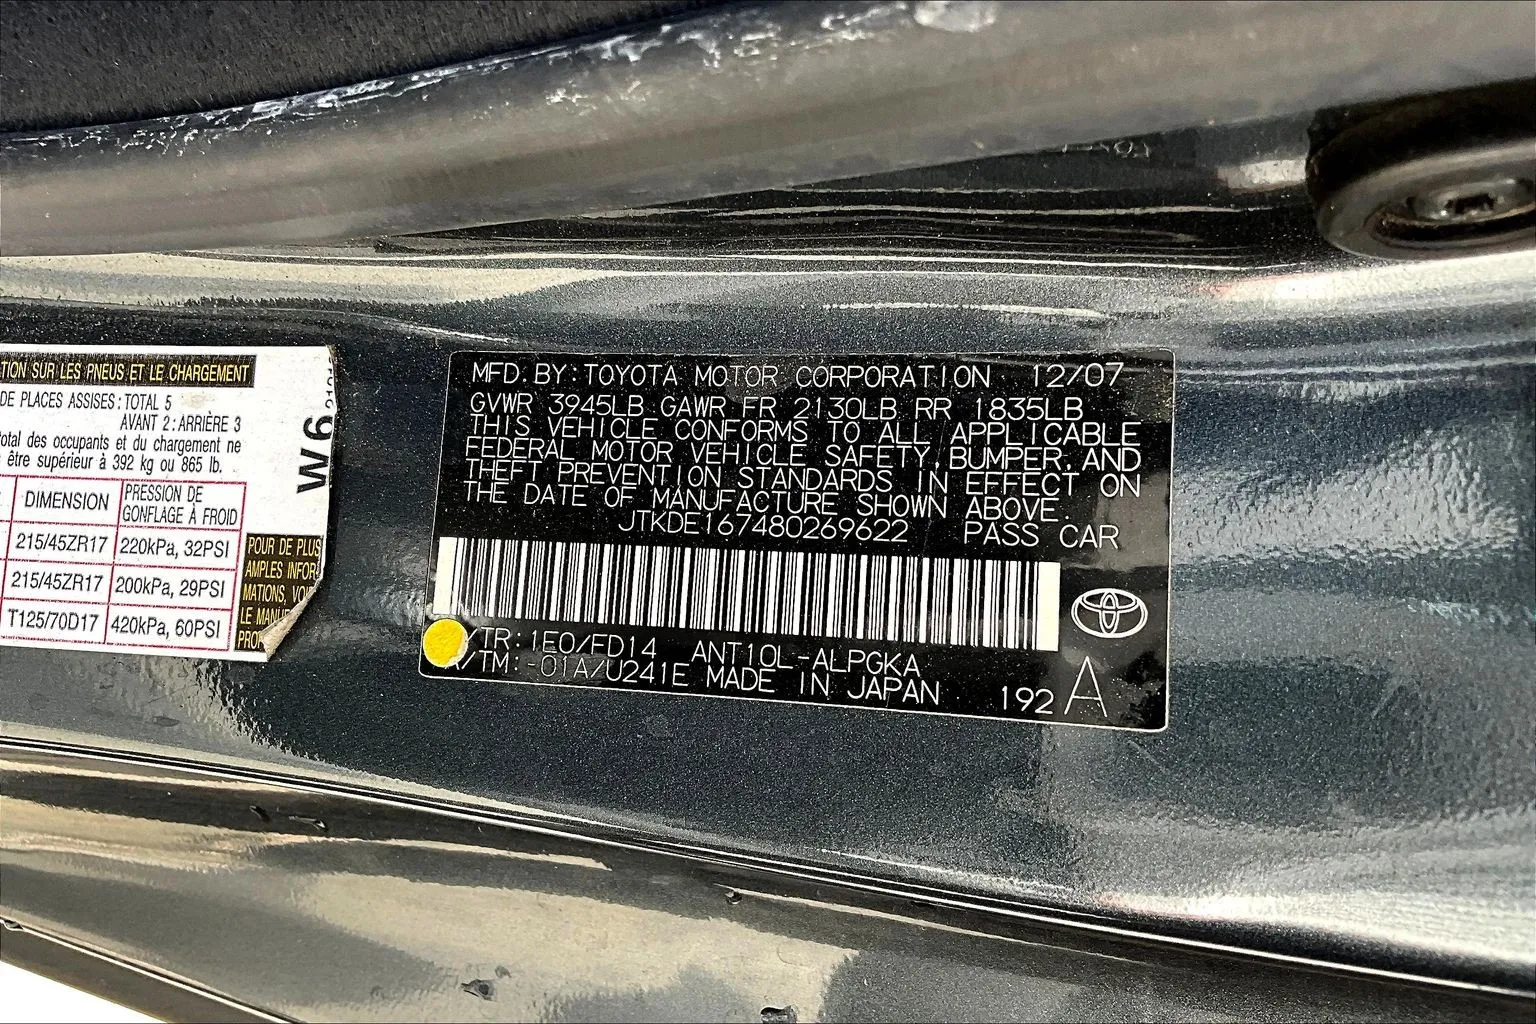 TION SUR LES PNEUS ET LE CHARGEMENT
DE PLACES ASSISES: TOTAL 5
AVANT 2: ARRIÈRE 3
total des occupants et du chargement ne
être supérieur à 392 kg ou 865 lb.
DIMENSION
PRESSION DE GONFLAGE À FROID
215/45ZR17 220kPa, 32PSI
215/45ZR17 200kPa, 29PSI
T125/70D17 420kPa, 60PSI
POUR DE PLUS
AMPLES INFOR-
MATIONS, VOI
LE MANU
PROP
W6
MFD. BY: TOYOTA MOTOR CORPORATION 12/07
GVWR 3945LB GAWR FR 2130LB RR 1835LB
THIS VEHICLE CONFORMS TO ALL APPLICABLE
FEDERAL MOTOR VEHICLE SAFETY, BUMPER, AND
THEFT PREVENTION STANDARDS IN EFFECT ON
THE DATE OF MANUFACTURE SHOWN ABOVE.
JTKDE167480269622 PASS CAR
/TR: 1E0/FD14 ANT10L-ALPGKA
/TM: -01A/U241E MADE IN JAPAN 192 A